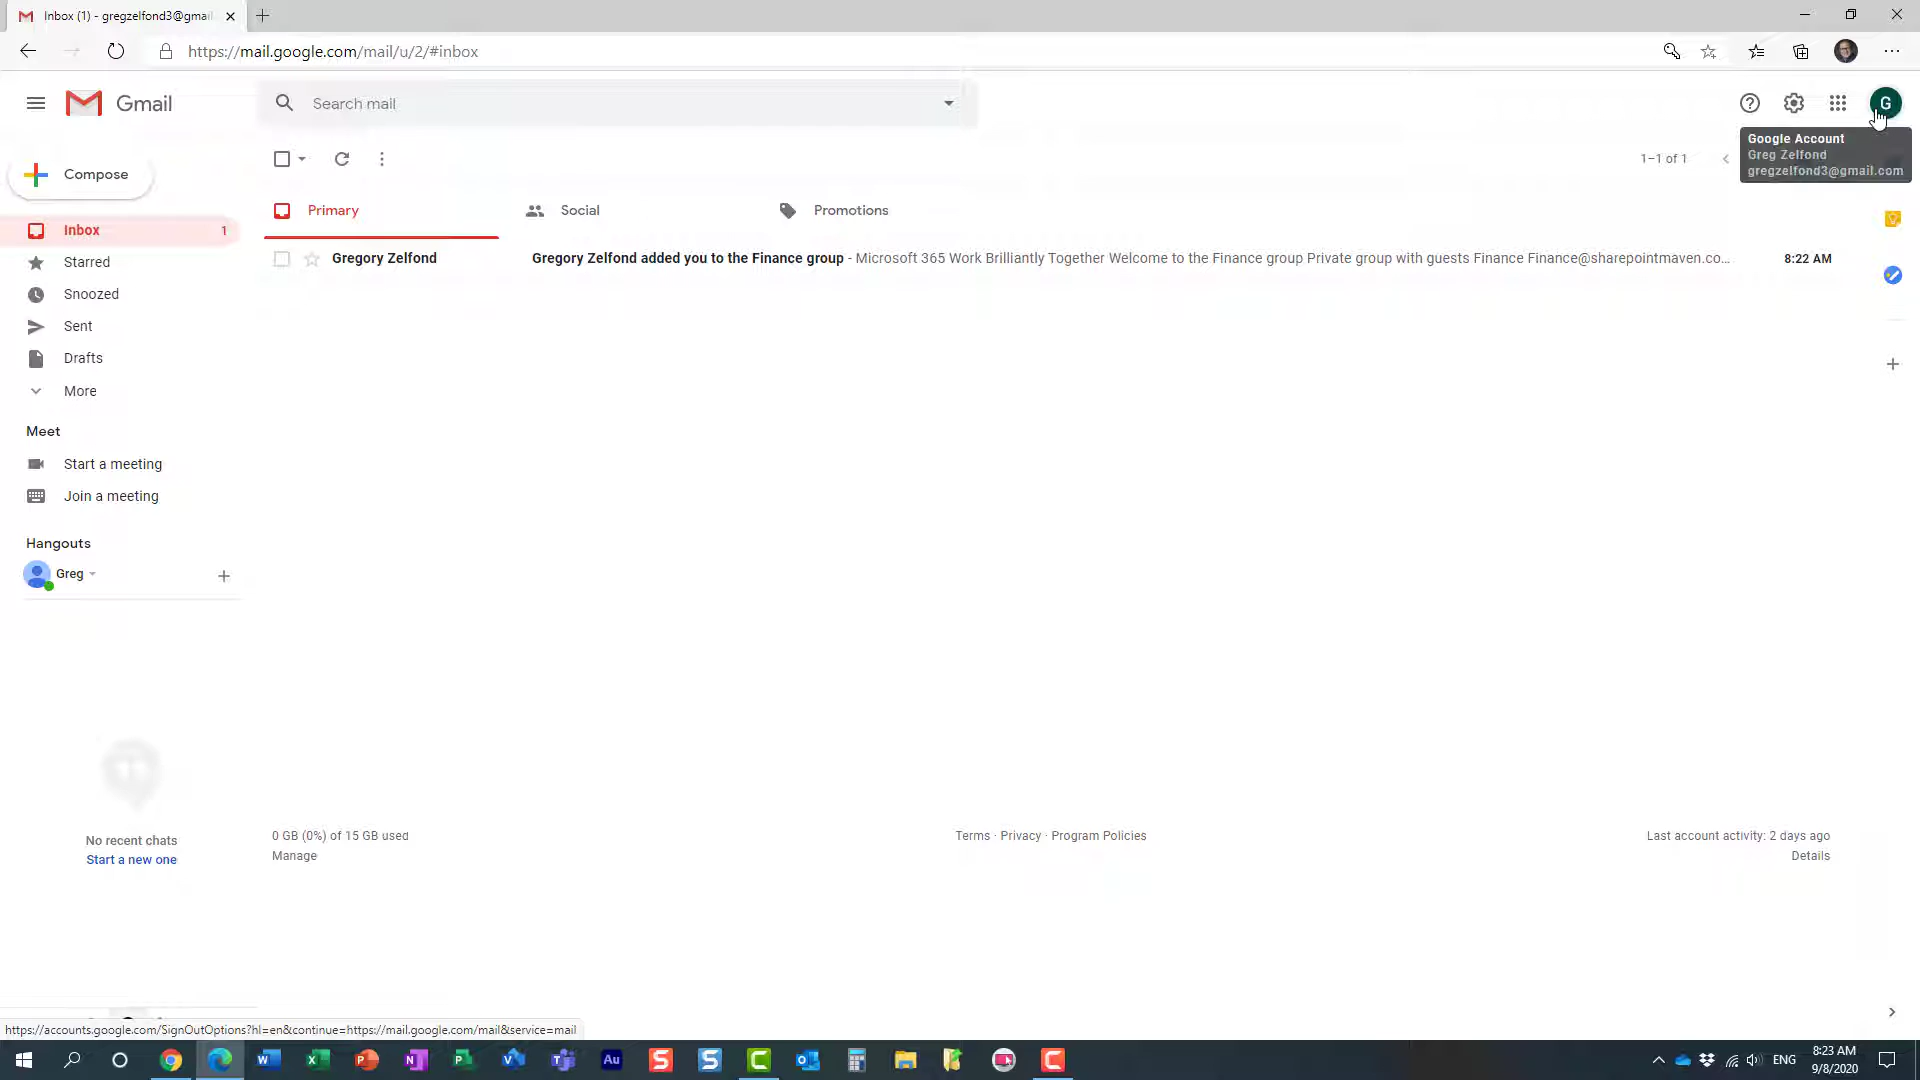 Inbox (1) - gregzelfond3@gmai
https://mail.google.com/mail/u/2/#inbox
Gmail
Search mail
G
Google Account
Greg Zelfond
gregzelfond3@gmail.com
Compose
1–1 of 1
Primary
Social
Promotions
Inbox
1
Gregory Zelfond
Gregory Zelfond added you to the Finance group - Microsoft 365 Work Brilliantly Together Welcome to the Finance group Private group with guests Finance Finance@sharepointmaven.co...
8:22 AM
Starred
Snoozed
Sent
Drafts
More
Meet
Start a meeting
Join a meeting
Hangouts
Greg
No recent chats
Start a new one
0 GB (0%) of 15 GB used
Manage
Terms · Privacy · Program Policies
Last account activity: 2 days ago
Details
https://accounts.google.com/SignOutOptions?hl=en&continue=https://mail.google.com/mail&service=mail
ENG
8:23 AM
9/8/2020